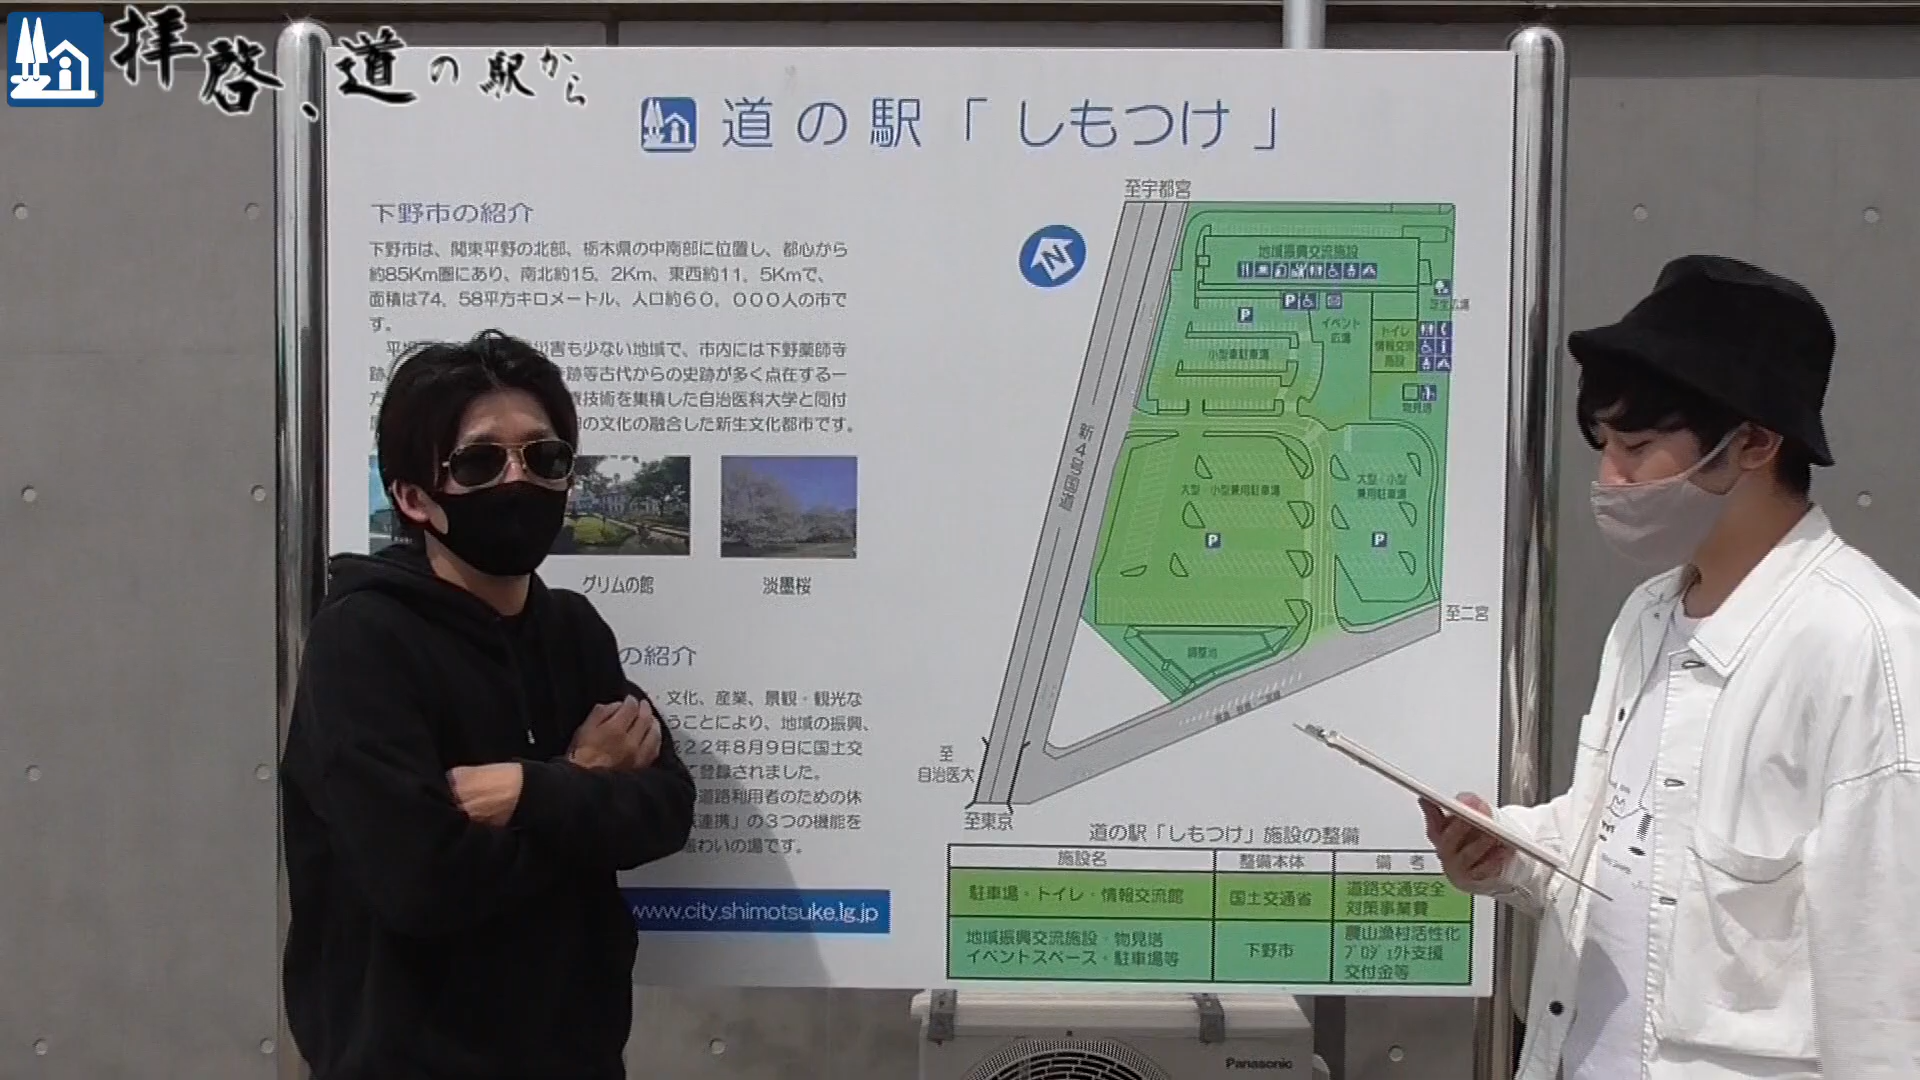 拝啓、道の駅から
道の駅「しもつけ」
下野市の紹介
下野市は、関東平野の北部、栃木県の中南部に位置し、都心から
約85Km圏にあり、南北約15．2Km、東西約11．5Kmで、
面積は74．58平方キロメートル、人口約60，000人の市で
す。
災害も少ない地域で、市内には下野薬師寺
跡等古代からの史跡が多く点在する一
技術を集積した自治医科大学と同付
の文化の融合した新生文化都市です。
グリムの館
淡墨桜
の紹介
・文化、産業、景観・観光な
うことにより、地域の振興、
22年8月9日に国土交
て登録されました。
道路利用者のための休
連携」の3つの機能を
賑わいの場です。
www.city.shimotsuke.lg.jp
至宇都宮
N
地域振興交流施設
P
P
イベント
広場
芝生広場
トイレ
情報交流
施設
小型車駐車場
物見塔
新4号国道
大型・小型兼用駐車場
P
大型・小型
兼用駐車場
P
調整池
至二宮
至
自治医大
至東京
道の駅「しもつけ」施設の整備
施設名 整備本体 備 考
駐車場・トイレ・情報交流館 国土交通省 道路交通安全
対策事業費
地域振興交流施設・物見塔
イベントスペース・駐車場等 下野市 農山漁村活性化
プロジェクト支援
交付金等
Panasonic